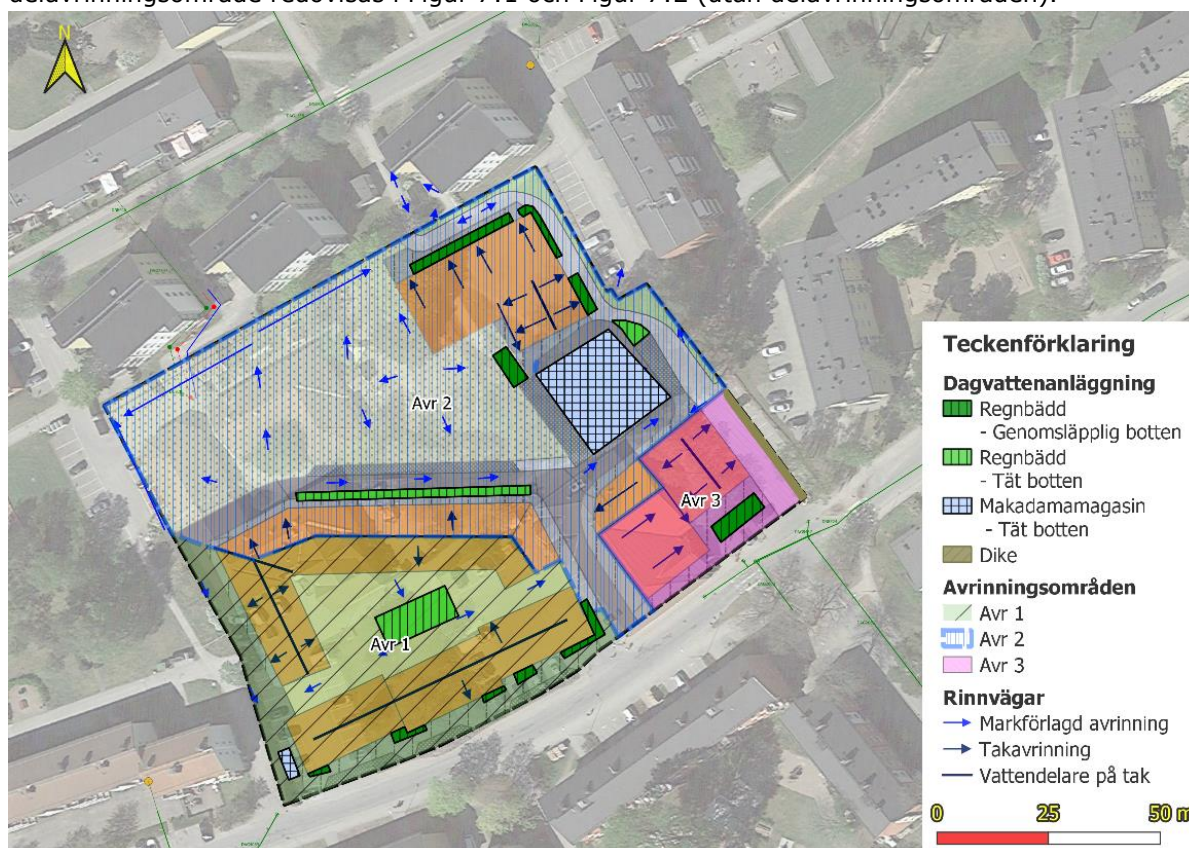 delavrinningsområde redovisas i Figur 7.1 och Figur 7.2 (utan delavrinningsområden).
N
Avr 2
Avr 3
Avr 1
Teckenförklaring
Dagvattenanläggning
Regnbädd
- Genomsläpplig botten
Regnbädd
- Tät botten
Makadamamagasin
- Tät botten
Dike
Avrinningsområden
Avr 1
Avr 2
Avr 3
Rinnvägar
Markförlagd avrinning
Takavrinning
Vattendelare på tak
0 25 50 m